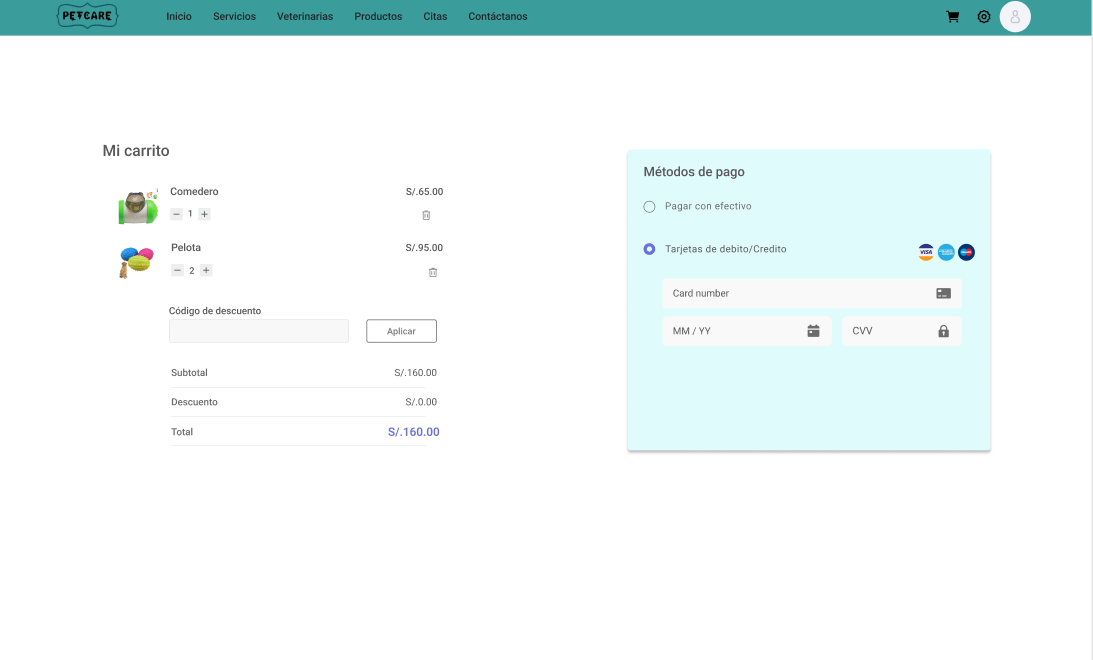 PETCARE
Inicio Servicios Veterinarias Productos Citas Contáctanos
Mi carrito
Comedero S/.65.00
− 1 +
Pelota S/.95.00
− 2 +
Código de descuento
Aplicar
Subtotal S/.160.00
Descuento S/.0.00
Total S/.160.00
Métodos de pago
Pagar con efectivo
Tarjetas de debito/Credito VISA
Card number
MM / YY CVV